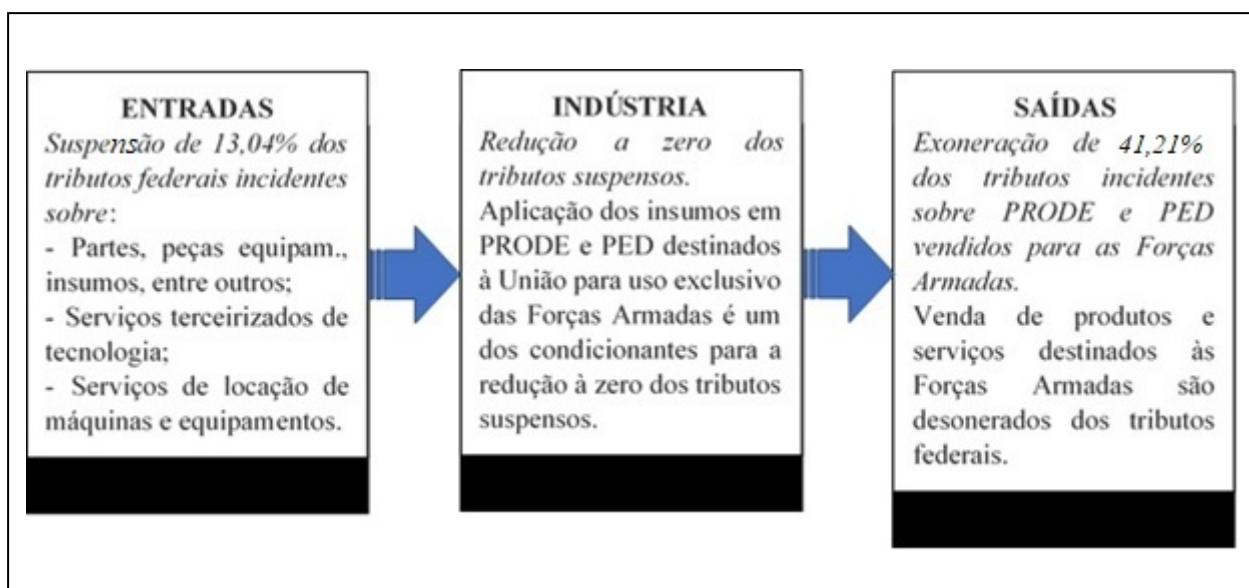 ENTRADAS
Suspensão de 13,04% dos
tributos federais incidentes
sobre:
- Partes, peças equipam.,
insumos, entre outros;
- Serviços terceirizados de
tecnologia;
- Serviços de locação de
máquinas e equipamentos.
INDÚSTRIA
Redução a zero dos
tributos suspensos.
Aplicação dos insumos em
PRODE e PED destinados
à União para uso exclusivo
das Forças Armadas é um
dos condicionantes para a
redução à zero dos tributos
suspensos.
SAÍDAS
Exoneração de 41,21%
dos tributos incidentes
sobre PRODE e PED
vendidos para as Forças
Armadas.
Venda de produtos e
serviços destinados às
Forças Armadas são
desonerados dos tributos
federais.